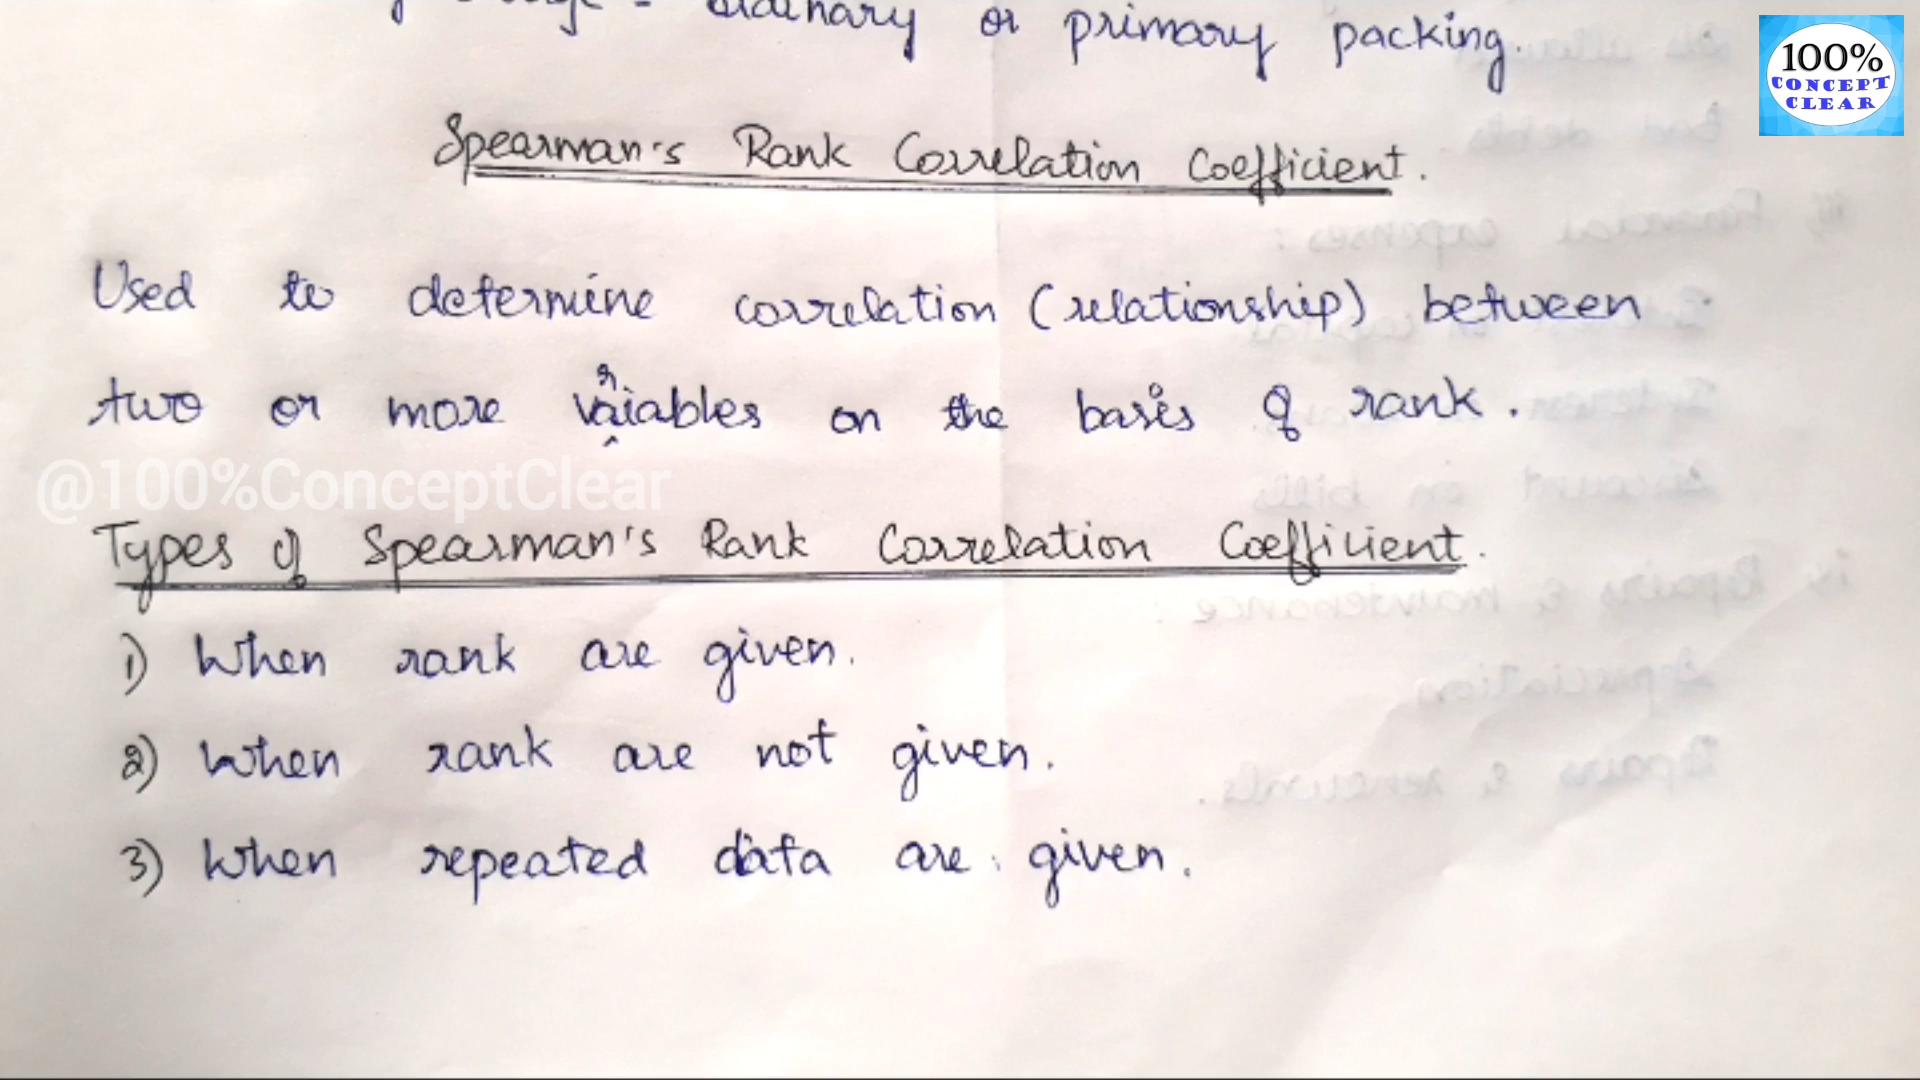 ordinary or primary packing.
100%
CONCEPT
CLEAR
Spearman's Rank Correlation Coefficient.
Used to determine correlation (relationship) between
two or more variables on the basis of rank.
@100%ConceptClear
Types of Spearman's Rank Correlation Coefficient.
1) When rank are given.
2) When rank are not given.
3) When repeated data are given.